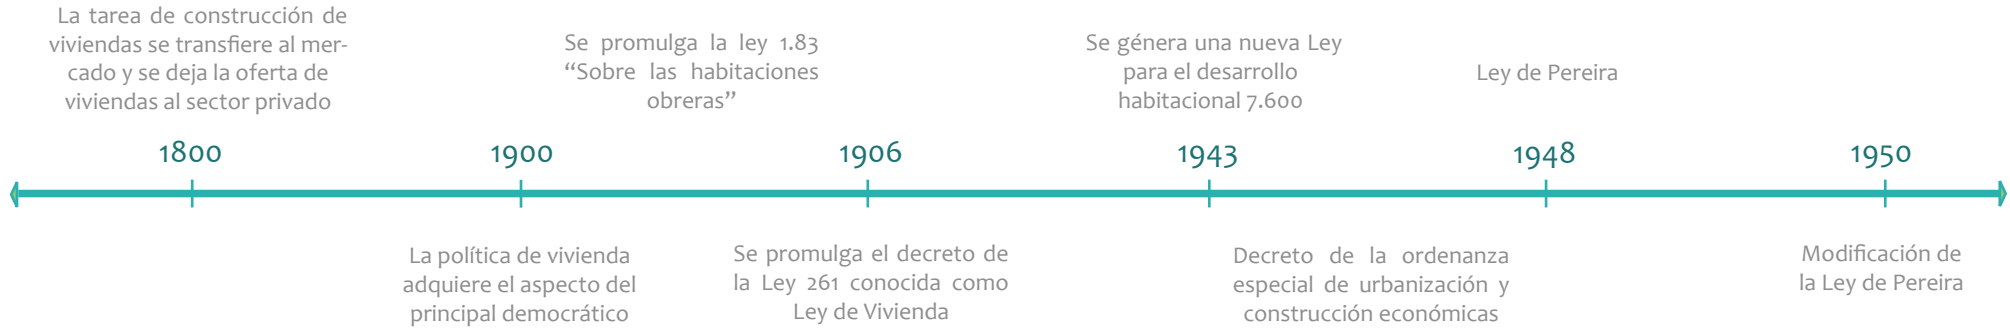 La tarea de construcción de
viviendas se transfiere al mer-
cado y se deja la oferta de
viviendas al sector privado
Se promulga la ley 1.83
“Sobre las habitaciones
obreras”
Se génera una nueva Ley
para el desarrollo
habitacional 7.600
Ley de Pereira
1800
1900
1906
1943
1948
1950
La política de vivienda
adquiere el aspecto del
principal democrático
Se promulga el decreto de
la Ley 261 conocida como
Ley de Vivienda
Decreto de la ordenanza
especial de urbanización y
construcción económicas
Modificación de
la Ley de Pereira